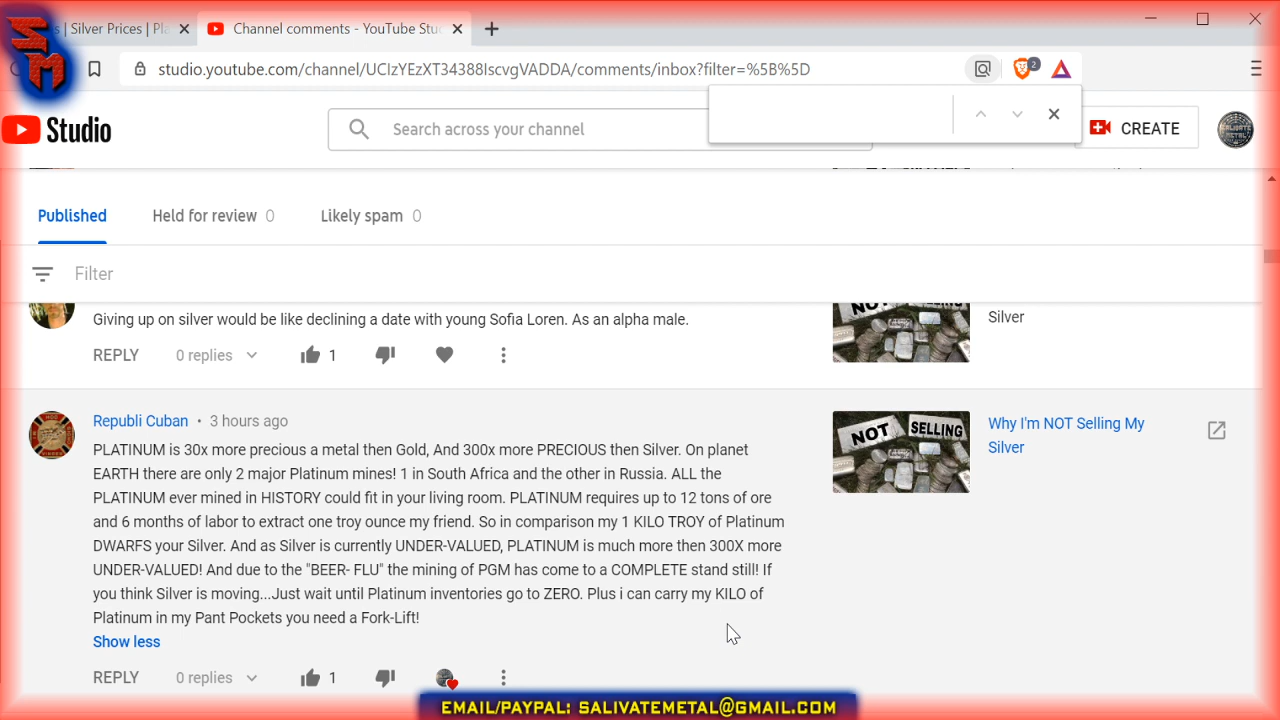 SM
s | Silver Prices | Pla
Channel comments - YouTube Stu
studio.youtube.com/channel/UCIzYEzXT34388IscvgVADDA/comments/inbox?filter=%5B%5D
2
Studio
Search across your channel
CREATE
Published
Held for review 0
Likely spam 0
Filter
Giving up on silver would be like declining a date with young Sofia Loren. As an alpha male.
NOT SELLING
Silver
REPLY 0 replies 1
Republi Cuban • 3 hours ago
PLATINUM is 30x more precious a metal then Gold, And 300x more PRECIOUS then Silver. On planet
EARTH there are only 2 major Platinum mines! 1 in South Africa and the other in Russia. ALL the
PLATINUM ever mined in HISTORY could fit in your living room. PLATINUM requires up to 12 tons of ore
and 6 months of labor to extract one troy ounce my friend. So in comparison my 1 KILO TROY of Platinum
DWARFS your Silver. And as Silver is currently UNDER-VALUED, PLATINUM is much more then 300X more
UNDER-VALUED! And due to the "BEER- FLU" the mining of PGM has come to a COMPLETE stand still! If
you think Silver is moving...Just wait until Platinum inventories go to ZERO. Plus i can carry my KILO of
Platinum in my Pant Pockets you need a Fork-Lift!
Show less
NOT SELLING
Why I'm NOT Selling My
Silver
REPLY 0 replies 1
EMAIL/PAYPAL: SALIVATEMETAL@GMAIL.COM